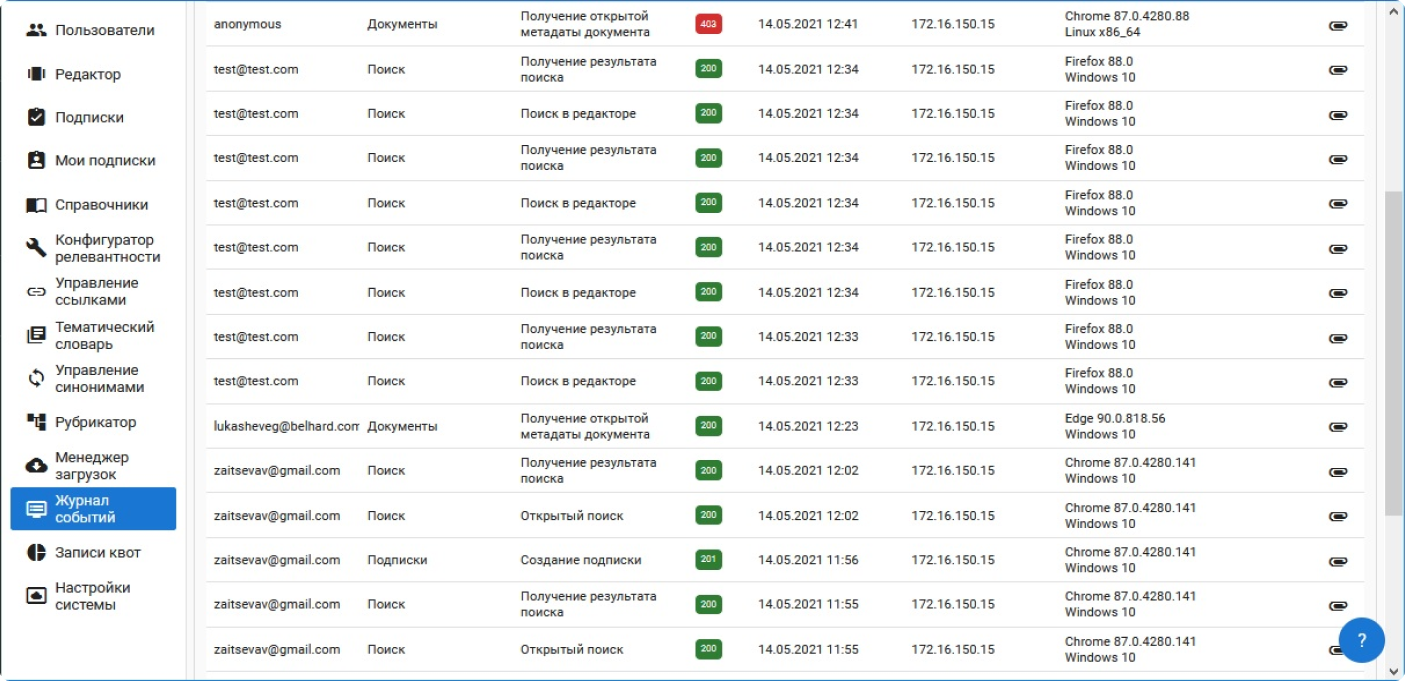 Пользователи
Редактор
Подписки
Мои подписки
Справочники
Конфигуратор
релевантности
Управление
ссылками
Тематический
словарь
Управление
синонимами
Рубрикатор
Менеджер
загрузок
Журнал
событий
Записи квот
Настройки
системы
anonymous Документы Получение открытой метадаты документа 403 14.05.2021 12:41 172.16.150.15 Chrome 87.0.4280.88 Linux x86_64
test@test.com Поиск Получение результата поиска 200 14.05.2021 12:34 172.16.150.15 Firefox 88.0 Windows 10
test@test.com Поиск Поиск в редакторе 200 14.05.2021 12:34 172.16.150.15 Firefox 88.0 Windows 10
test@test.com Поиск Получение результата поиска 200 14.05.2021 12:34 172.16.150.15 Firefox 88.0 Windows 10
test@test.com Поиск Поиск в редакторе 200 14.05.2021 12:34 172.16.150.15 Firefox 88.0 Windows 10
test@test.com Поиск Получение результата поиска 200 14.05.2021 12:34 172.16.150.15 Firefox 88.0 Windows 10
test@test.com Поиск Поиск в редакторе 200 14.05.2021 12:34 172.16.150.15 Firefox 88.0 Windows 10
test@test.com Поиск Получение результата поиска 200 14.05.2021 12:33 172.16.150.15 Firefox 88.0 Windows 10
test@test.com Поиск Поиск в редакторе 200 14.05.2021 12:33 172.16.150.15 Firefox 88.0 Windows 10
lukasheveg@belhard.com Документы Получение открытой метадаты документа 200 14.05.2021 12:23 172.16.150.15 Edge 90.0.818.56 Windows 10
zaitsevav@gmail.com Поиск Получение результата поиска 200 14.05.2021 12:02 172.16.150.15 Chrome 87.0.4280.141 Windows 10
zaitsevav@gmail.com Поиск Открытый поиск 200 14.05.2021 12:02 172.16.150.15 Chrome 87.0.4280.141 Windows 10
zaitsevav@gmail.com Подписки Создание подписки 201 14.05.2021 11:56 172.16.150.15 Chrome 87.0.4280.141 Windows 10
zaitsevav@gmail.com Поиск Получение результата поиска 200 14.05.2021 11:55 172.16.150.15 Chrome 87.0.4280.141 Windows 10
zaitsevav@gmail.com Поиск Открытый поиск 200 14.05.2021 11:55 172.16.150.15 Chrome 87.0.4280.141 Windows 10
?